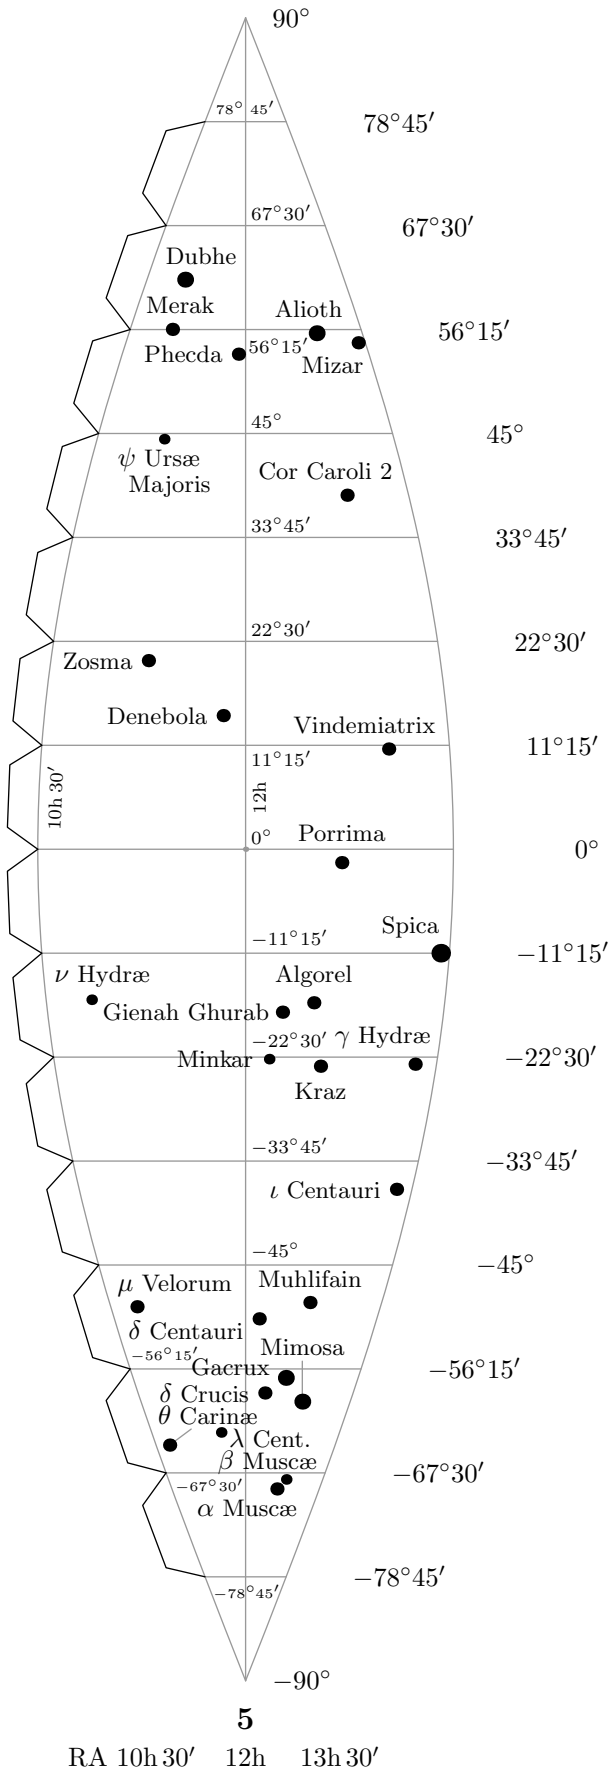 90°
78° 45′
78°45′
67°30′
67°30′
Dubhe
Merak
Alioth
56°15′
Phecda
56°15′
Mizar
45°
45°
ψ Ursæ
Majoris
Cor Caroli 2
33°45′
33°45′
22°30′
22°30′
Zosma
Denebola
Vindemiatrix
11°15′
11°15′
10h 30′
12h
Porrima
0°
0°
Spica
−11°15′
−11°15′
ν Hydræ
Algorel
Gienah Ghurab
−22°30′
γ Hydræ
Minkar
−22°30′
Kraz
−33°45′
−33°45′
ι Centauri
−45°
−45°
μ Velorum
Muhlifain
δ Centauri
Mimosa
−56°15′
Gacrux
−56°15′
δ Crucis
θ Carinæ
λ Cent.
β Muscæ
−67°30′
−67°30′
α Muscæ
−78°45′
−78°45′
−90°
5
RA 10h 30′ 12h 13h 30′